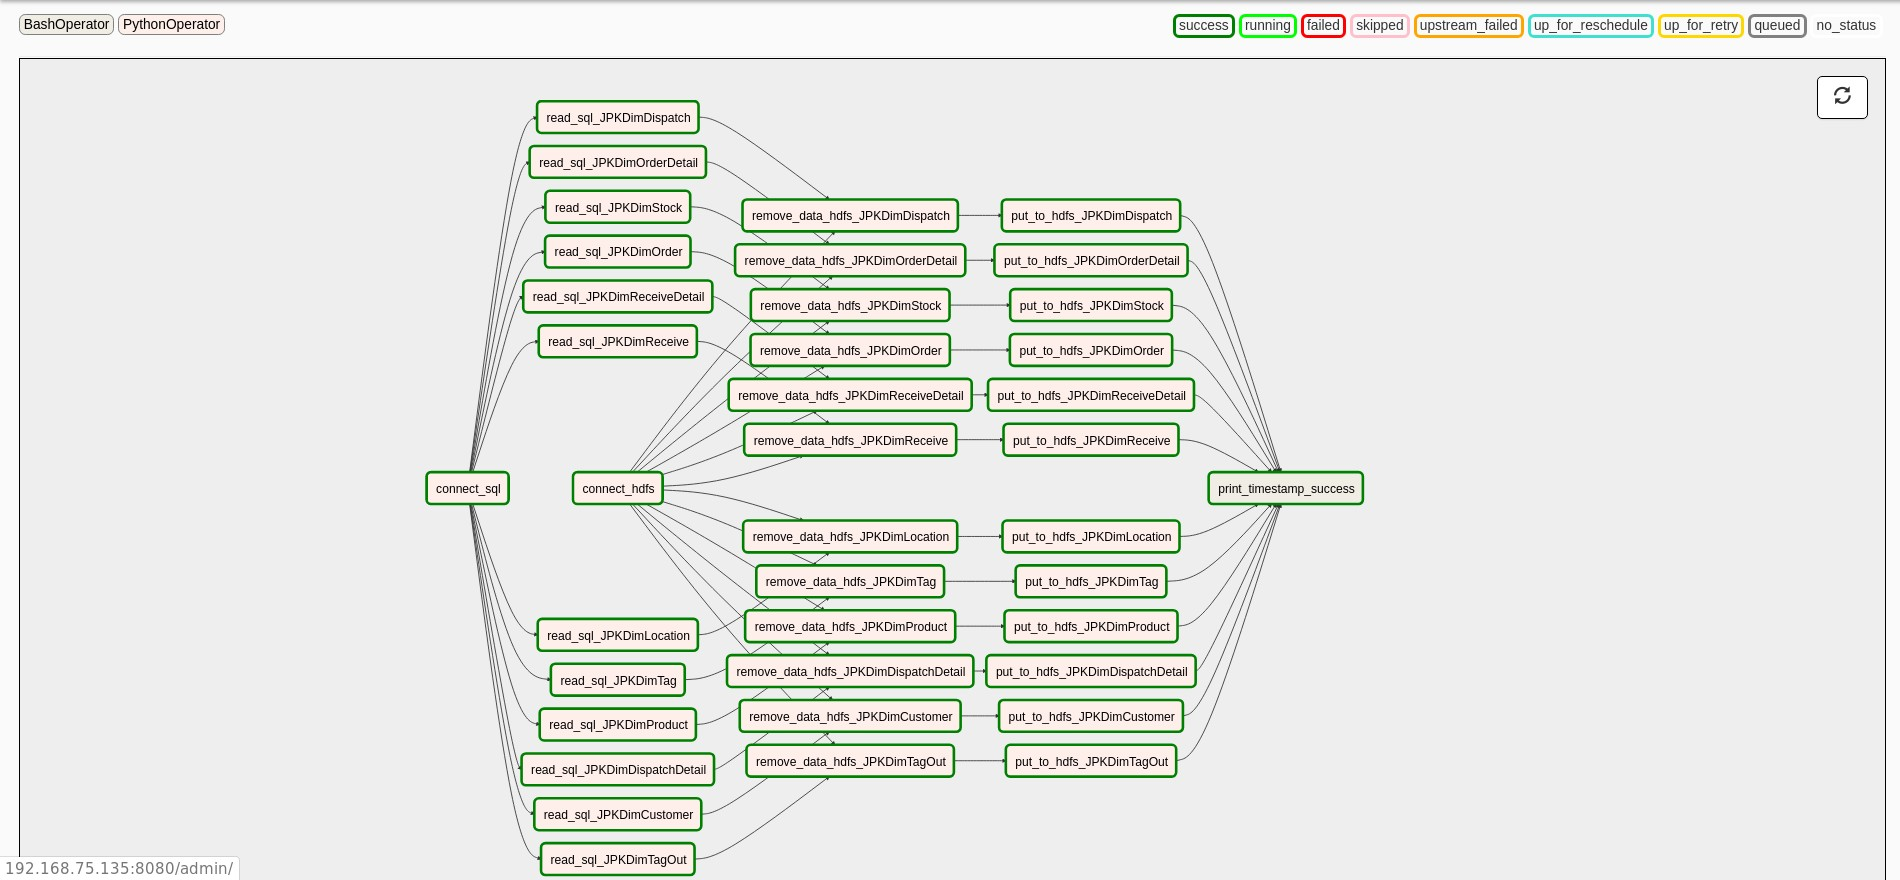 BashOperator PythonOperator success running failed skipped upstream_failed up_for_reschedule up_for_retry queued no_status
read_sql_JPKDimDispatch
read_sql_JPKDimOrderDetail
read_sql_JPKDimStock
remove_data_hdfs_JPKDimDispatch put_to_hdfs_JPKDimDispatch
read_sql_JPKDimOrder
remove_data_hdfs_JPKDimOrderDetail put_to_hdfs_JPKDimOrderDetail
read_sql_JPKDimReceiveDetail
remove_data_hdfs_JPKDimStock put_to_hdfs_JPKDimStock
read_sql_JPKDimReceive
remove_data_hdfs_JPKDimOrder put_to_hdfs_JPKDimOrder
remove_data_hdfs_JPKDimReceiveDetail put_to_hdfs_JPKDimReceiveDetail
remove_data_hdfs_JPKDimReceive put_to_hdfs_JPKDimReceive
connect_sql connect_hdfs print_timestamp_success
remove_data_hdfs_JPKDimLocation put_to_hdfs_JPKDimLocation
remove_data_hdfs_JPKDimTag put_to_hdfs_JPKDimTag
remove_data_hdfs_JPKDimProduct put_to_hdfs_JPKDimProduct
read_sql_JPKDimLocation
remove_data_hdfs_JPKDimDispatchDetail put_to_hdfs_JPKDimDispatchDetail
read_sql_JPKDimTag
remove_data_hdfs_JPKDimCustomer put_to_hdfs_JPKDimCustomer
read_sql_JPKDimProduct
remove_data_hdfs_JPKDimTagOut put_to_hdfs_JPKDimTagOut
read_sql_JPKDimDispatchDetail
read_sql_JPKDimCustomer
read_sql_JPKDimTagOut
192.168.75.135:8080/admin/